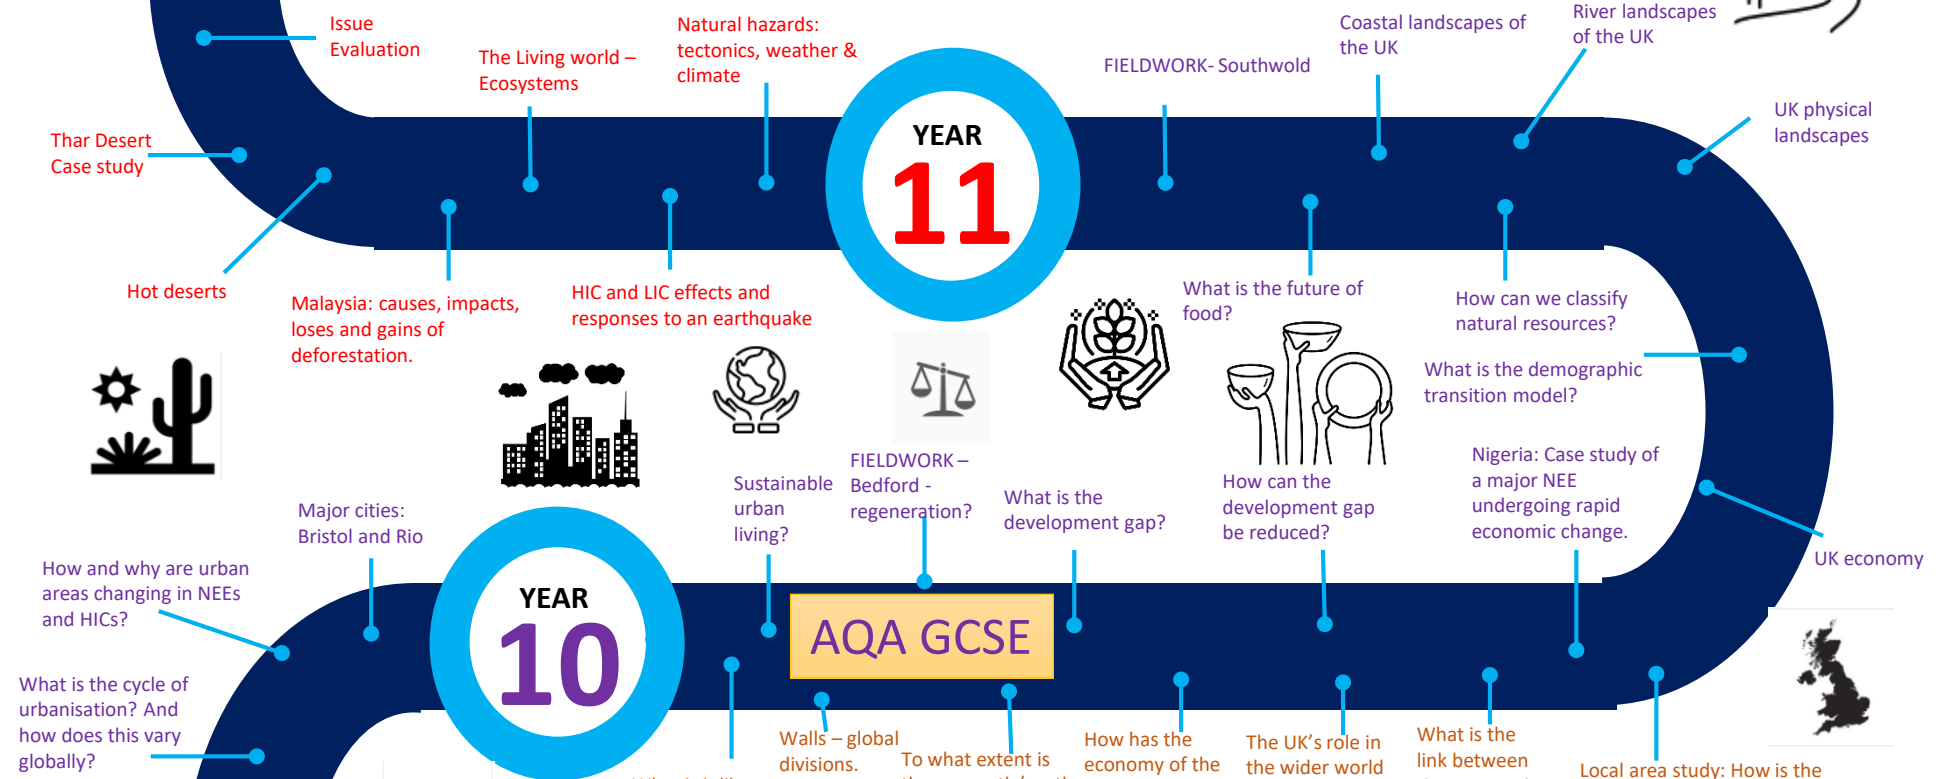 Issue
Evaluation
The Living world –
Ecosystems
Natural hazards:
tectonics, weather &
climate
FIELDWORK- Southwold
Coastal landscapes of
the UK
River landscapes
of the UK
UK physical
landscapes
Thar Desert
Case study
YEAR
11
Hot deserts
Malaysia: causes, impacts,
loses and gains of
deforestation.
HIC and LIC effects and
responses to an earthquake
What is the future of
food?
How can we classify
natural resources?
What is the demographic
transition model?
Nigeria: Case study of
a major NEE
undergoing rapid
economic change.
UK economy
How can the
development gap
be reduced?
What is the
development gap?
FIELDWORK –
Bedford -
regeneration?
Sustainable
urban
living?
Major cities:
Bristol and Rio
How and why are urban
areas changing in NEEs
and HICs?
YEAR
10
AQA GCSE
What is the cycle of
urbanisation? And
how does this vary
globally?
Walls – global
divisions.
To what extent is
How has the
economy of the
The UK's role in
the wider world
What is the
link between
Local area study: How is the